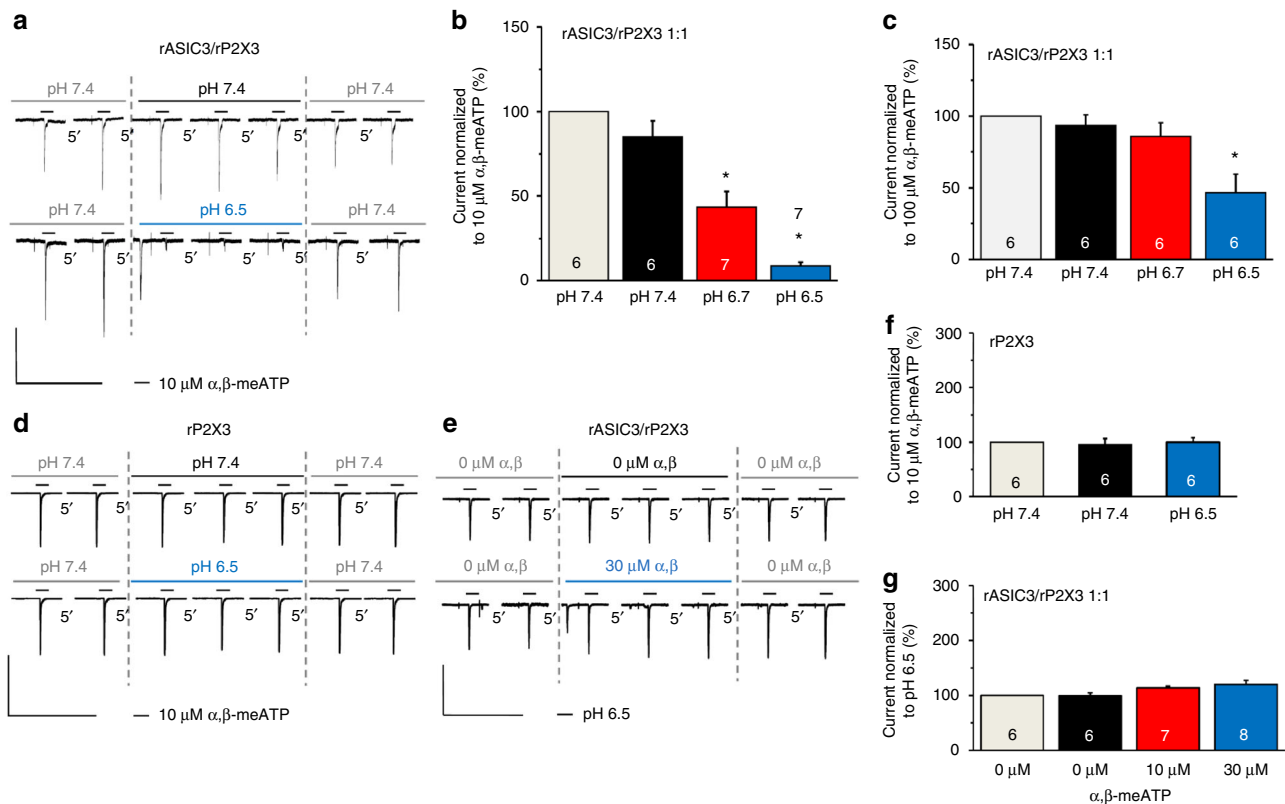 a
rASIC3/rP2X3
pH 7.4 pH 7.4 pH 7.4
5′ 5′ 5′ 5′ 5′
pH 7.4 pH 6.5 pH 7.4
5′ 5′ 5′ 5′ 5′
10 μM α,β-meATP
b
rASIC3/rP2X3 1:1
Current normalized
to 10 μM α,β-meATP (%)
150
100
50
0
*
7
*
6 6 7
pH 7.4 pH 7.4 pH 6.7 pH 6.5
c
rASIC3/rP2X3 1:1
Current normalized
to 100 μM α,β-meATP (%)
150
100
50
0
*
6 6 6 6
pH 7.4 pH 7.4 pH 6.7 pH 6.5
d
rP2X3
pH 7.4 pH 7.4 pH 7.4
5′ 5′ 5′ 5′ 5′
pH 7.4 pH 6.5 pH 7.4
5′ 5′ 5′ 5′ 5′
10 μM α,β-meATP
e
rASIC3/rP2X3
0 μM α,β 0 μM α,β 0 μM α,β
5′ 5′ 5′ 5′ 5′
0 μM α,β 30 μM α,β 0 μM α,β
5′ 5′ 5′ 5′ 5′
pH 6.5
f
rP2X3
Current normalized
to 10 μM α,β-meATP (%)
300
200
100
0
6 6 6
pH 7.4 pH 7.4 pH 6.5
g
rASIC3/rP2X3 1:1
Current normalized
to pH 6.5 (%)
300
200
100
0
6 6 7 8
0 μM 0 μM 10 μM 30 μM
α,β-meATP